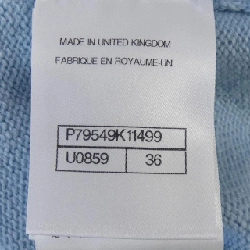 MADE IN UNITED KINGDOM
FABRIQUE EN ROYAUME-UNI
P79549K11499
U0859 36